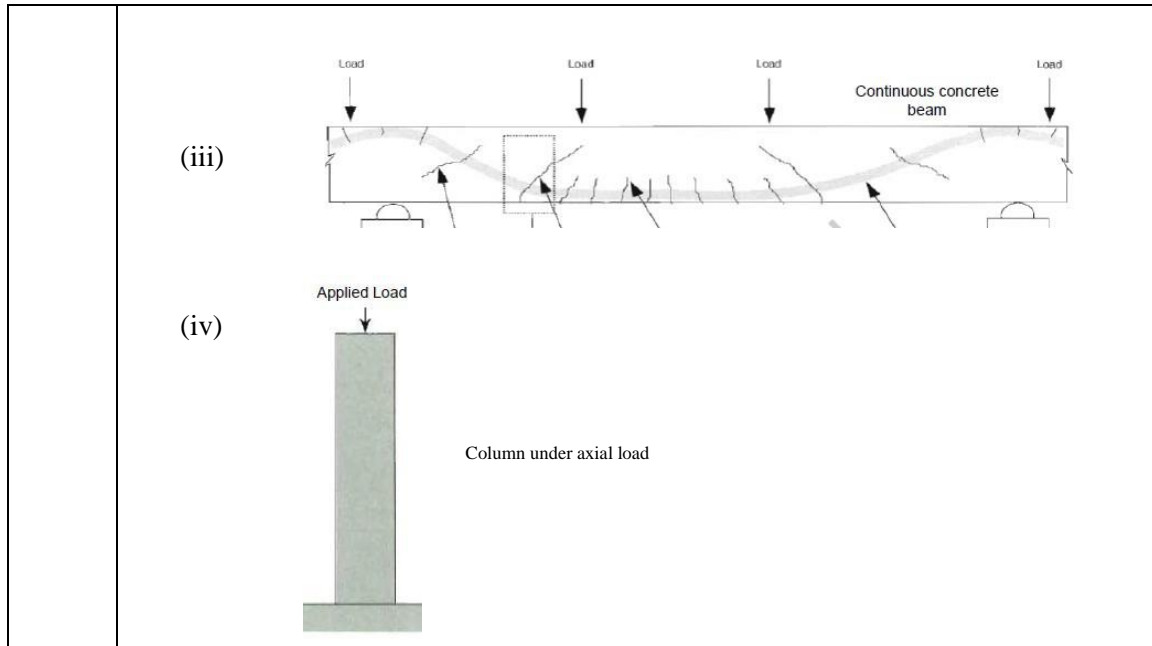 Load Load Load Load
Continuous concrete
beam
(iii)
Applied Load
(iv)
Column under axial load